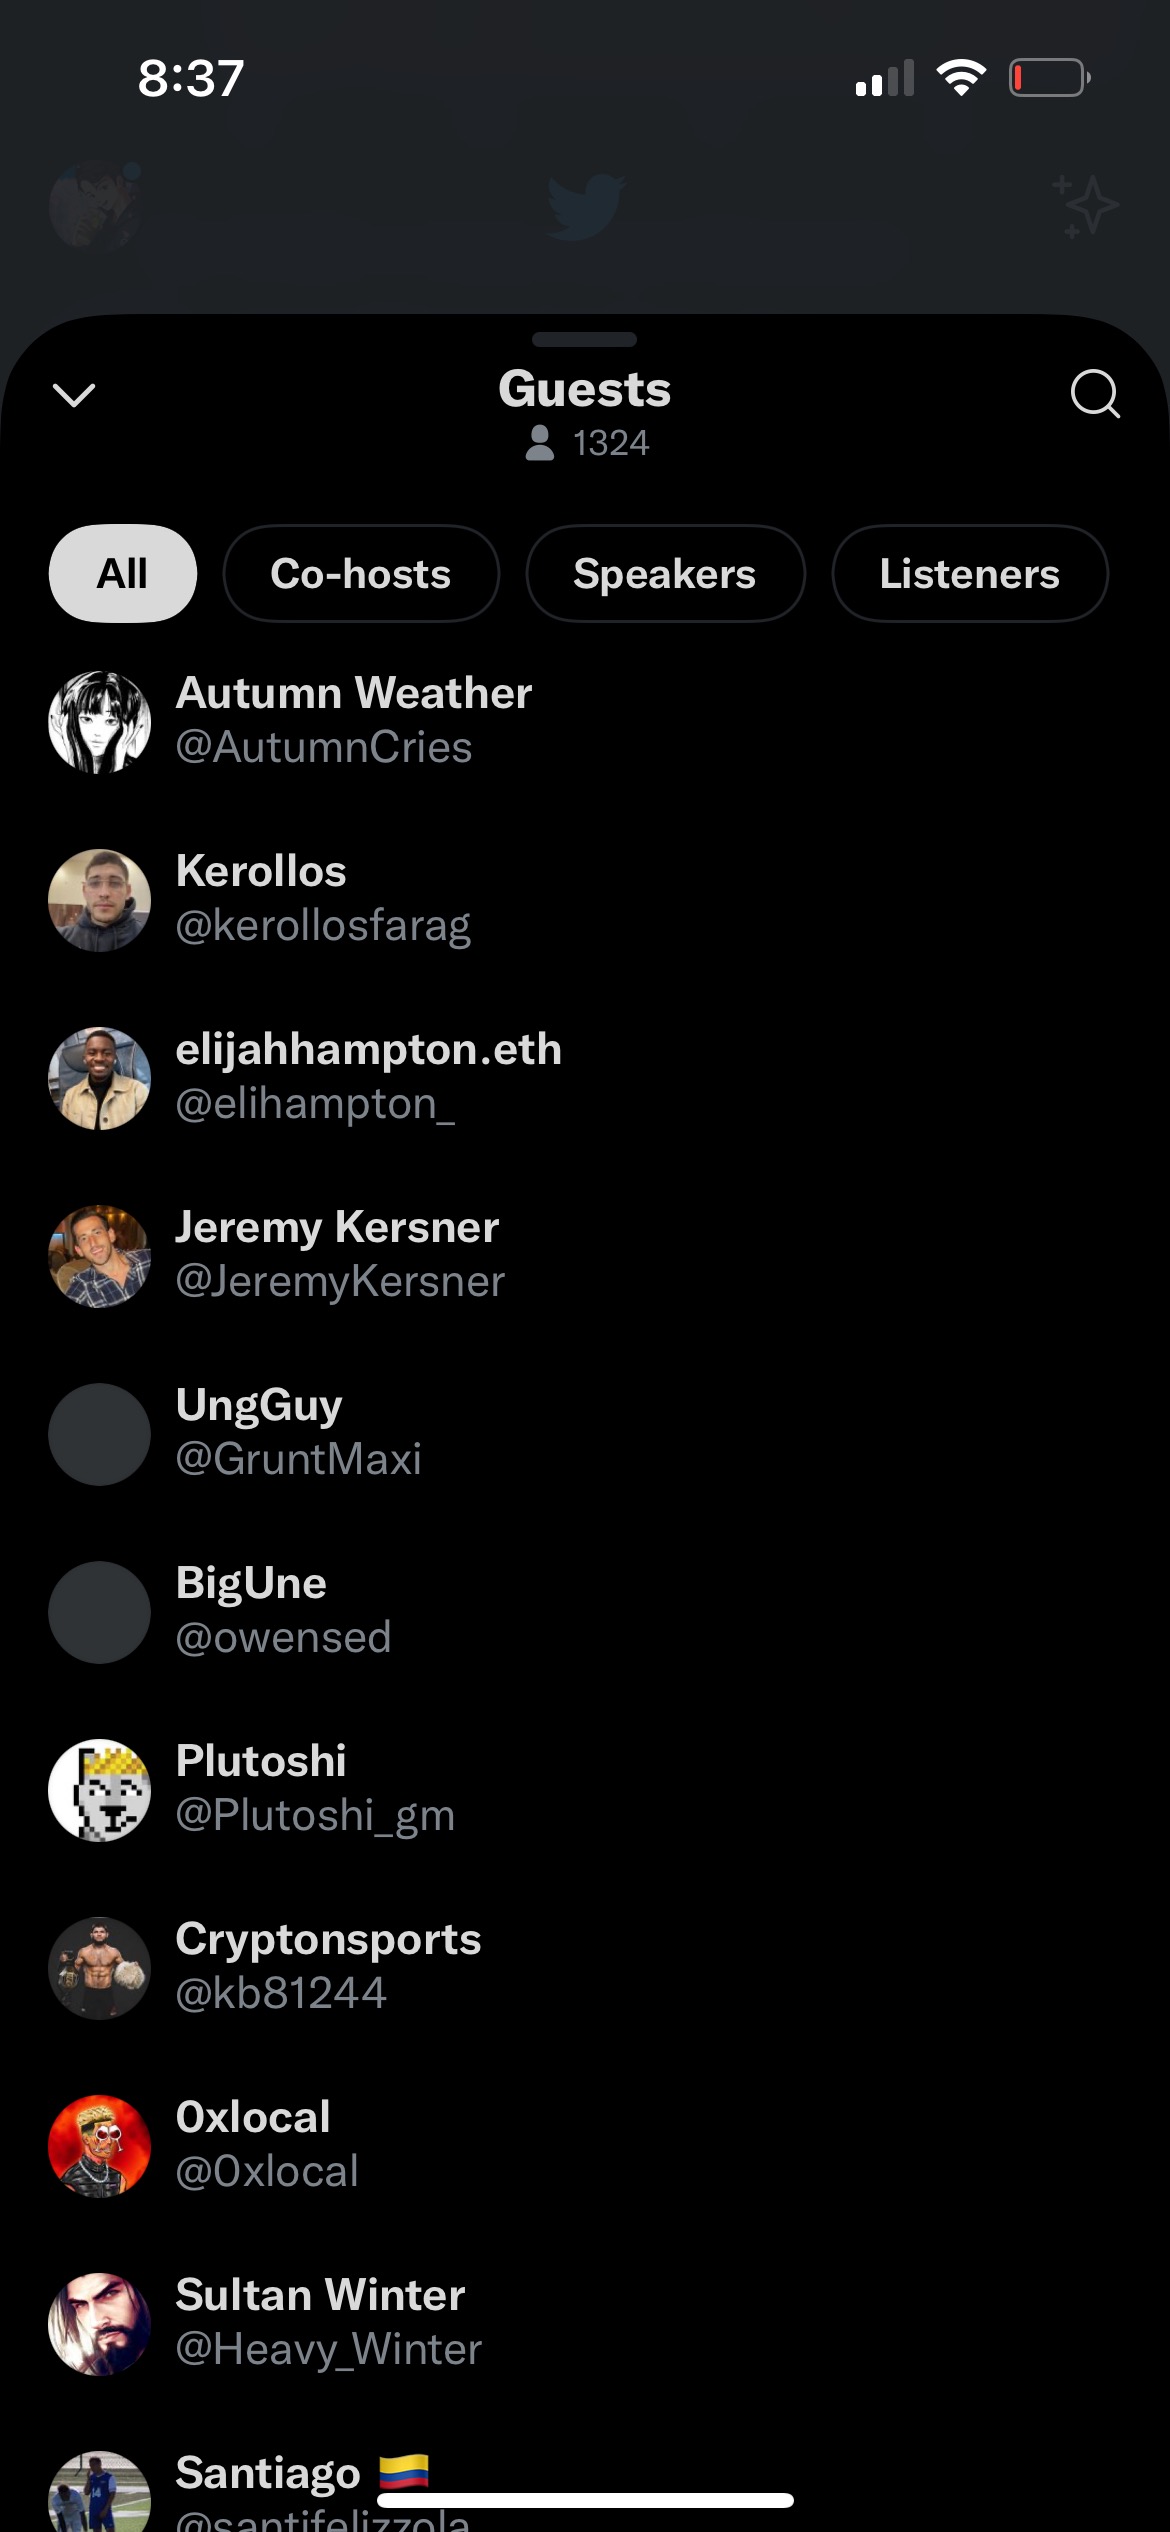 8:37
Guests
1324
All Co-hosts Speakers Listeners
Autumn Weather
@AutumnCries
Kerollos
@kerollosfarag
elijahhampton.eth
@elihampton_
Jeremy Kersner
@JeremyKersner
UngGuy
@GruntMaxi
BigUne
@owensed
Plutoshi
@Plutoshi_gm
Cryptonsports
@kb81244
0xlocal
@0xlocal
Sultan Winter
@Heavy_Winter
Santiago 🇨🇴
@santifelizzola